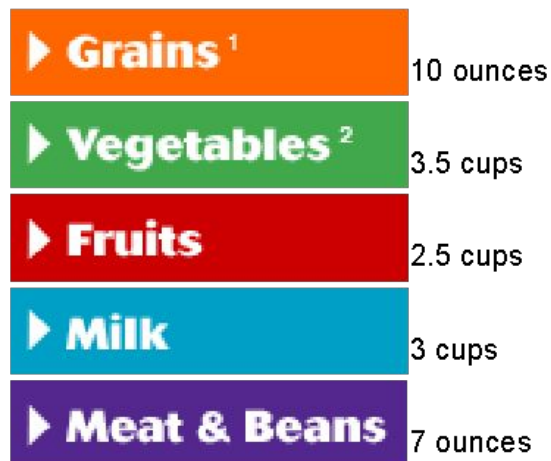 Grains ¹ 10 ounces
Vegetables ² 3.5 cups
Fruits 2.5 cups
Milk 3 cups
Meat & Beans 7 ounces